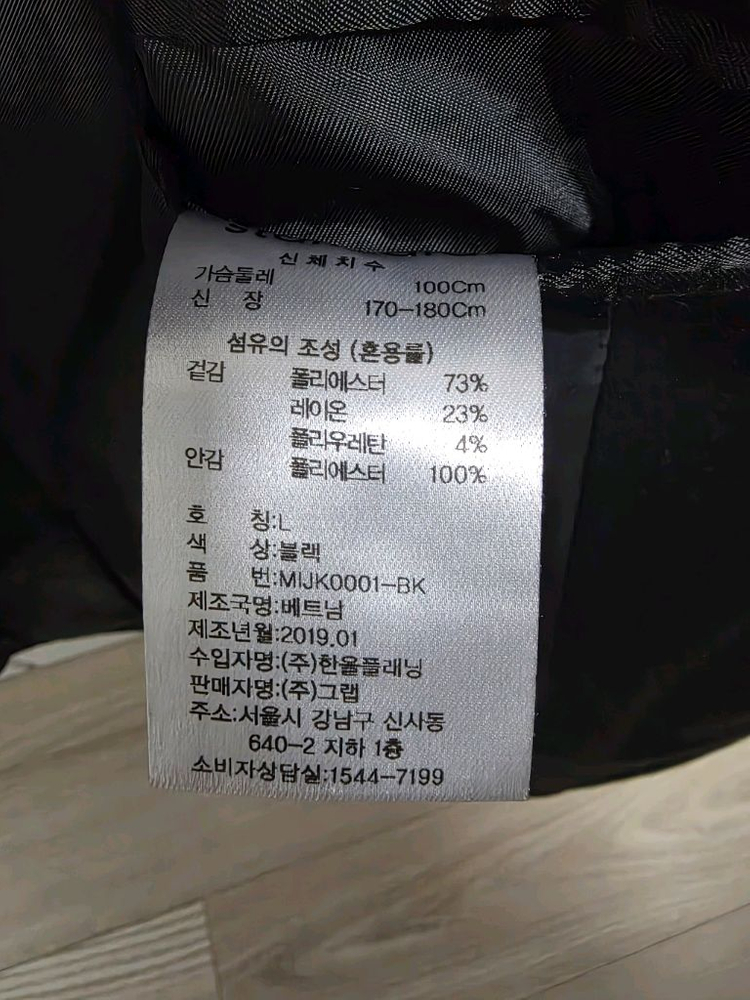 신체치수
가슴둘레 100Cm
신 장 170-180Cm
섬유의 조성 (혼용률)
겉감 폴리에스터 73%
레이온 23%
폴리우레탄 4%
안감 폴리에스터 100%
호 칭:L
색 상:블랙
품 번:MIJK0001-BK
제조국명:베트남
제조년월:2019.01
수입자명:(주)한울플래닝
판매자명:(주)그랩
주소:서울시 강남구 신사동
640-2 지하 1층
소비자상담실:1544-7199